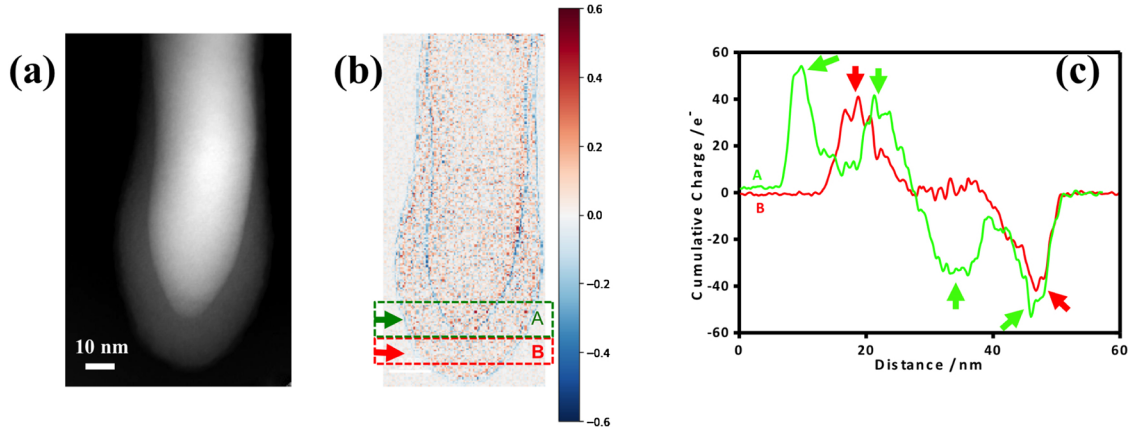 (a)
10 nm
(b)
A
B
0.6
0.4
0.2
0.0
−0.2
−0.4
−0.6
(c)
Cumulative Charge /e-
60
40
20
0
-20
-40
-60
A
B
0 20 40 60
Distance /nm